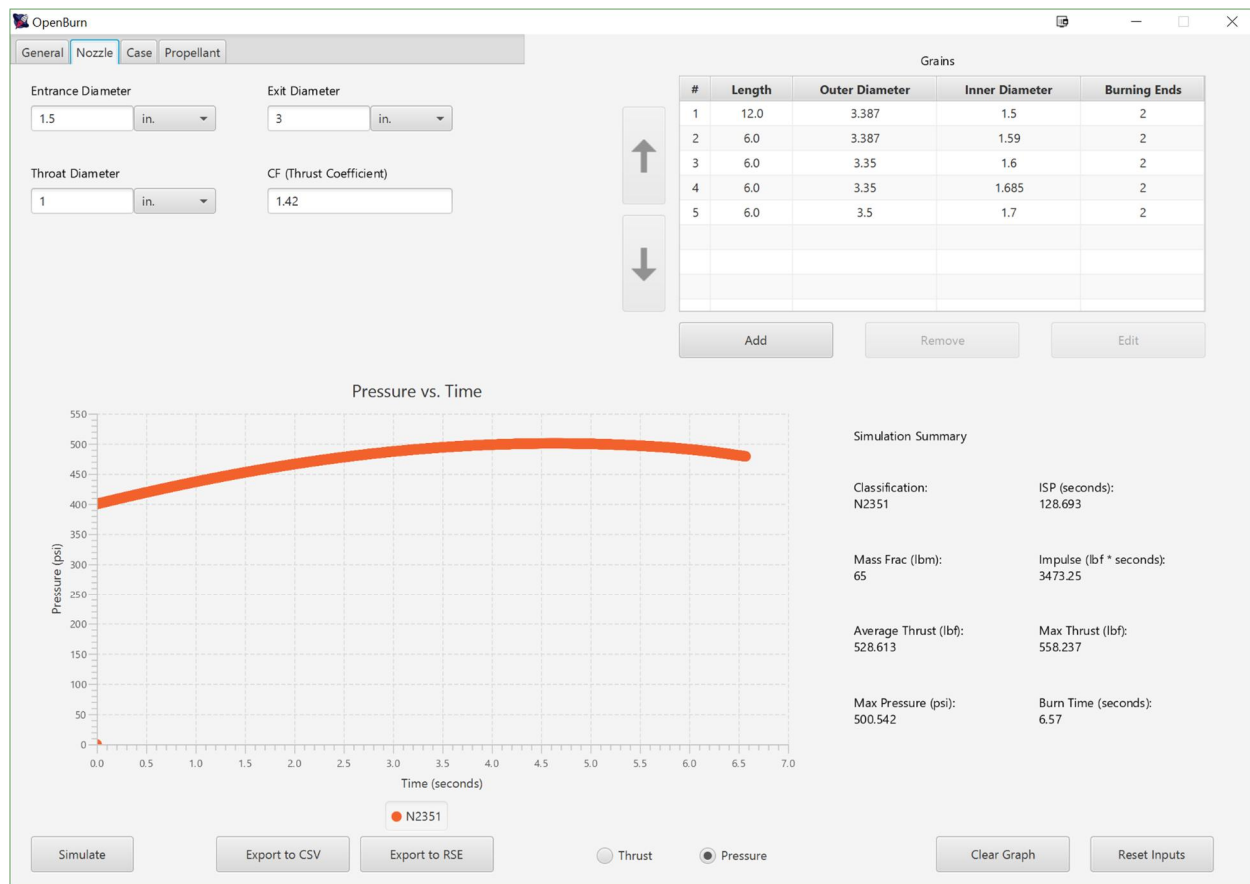 OpenBurn
General Nozzle Case Propellant
Entrance Diameter Exit Diameter
1.5 in. 3 in.
Throat Diameter CF (Thrust Coefficient)
1 in. 1.42
Grains
# Length Outer Diameter Inner Diameter Burning Ends
1 12.0 3.387 1.5 2
2 6.0 3.387 1.59 2
3 6.0 3.35 1.6 2
4 6.0 3.35 1.685 2
5 6.0 3.5 1.7 2
Add Remove Edit
Pressure vs. Time
550
500
450
400
350
300
250
200
150
100
50
0
Pressure (psi)
0.0 0.5 1.0 1.5 2.0 2.5 3.0 3.5 4.0 4.5 5.0 5.5 6.0 6.5 7.0
Time (seconds)
N2351
Simulation Summary
Classification: ISP (seconds):
N2351 128.693
Mass Frac (lbm): Impulse (lbf * seconds):
65 3473.25
Average Thrust (lbf): Max Thrust (lbf):
528.613 558.237
Max Pressure (psi): Burn Time (seconds):
500.542 6.57
Simulate Export to CSV Export to RSE Thrust Pressure Clear Graph Reset Inputs